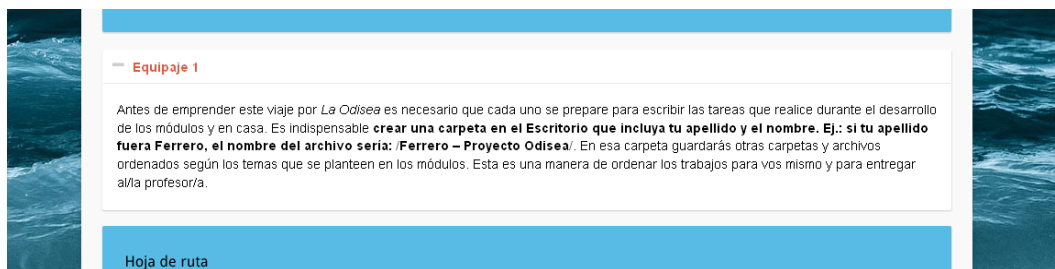 Equipaje 1
Antes de emprender este viaje por La Odisea es necesario que cada uno se prepare para escribir las tareas que realice durante el desarrollo
de los módulos y en casa. Es indispensable crear una carpeta en el Escritorio que incluya tu apellido y el nombre. Ej.: si tu apellido
fuera Ferrero, el nombre del archivo sería: /Ferrero – Proyecto Odisea/. En esa carpeta guardarás otras carpetas y archivos
ordenados según los temas que se planteen en los módulos. Esta es una manera de ordenar los trabajos para vos mismo y para entregar
al/la profesor/a.
Hoja de ruta